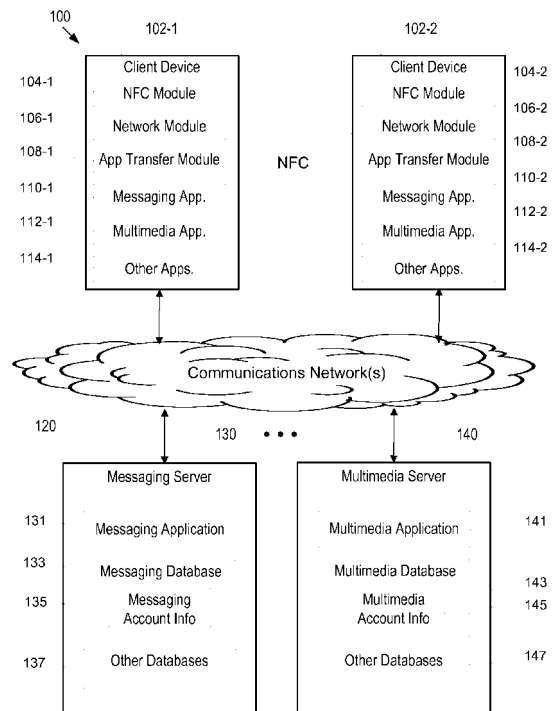 100
102-1
102-2
Client Device
104-1
NFC Module
106-1
Network Module
108-1
App Transfer Module
110-1
Messaging App.
112-1
Multimedia App.
114-1
Other Apps.
NFC
Client Device
104-2
NFC Module
106-2
Network Module
108-2
App Transfer Module
110-2
Messaging App.
112-2
Multimedia App.
114-2
Other Apps.
Communications Network(s)
120
130
140
Messaging Server
131
Messaging Application
133
Messaging Database
135
Messaging
Account Info
137
Other Databases
Multimedia Server
141
Multimedia Application
Multimedia Database
143
Multimedia
145
Account Info
Other Databases
147